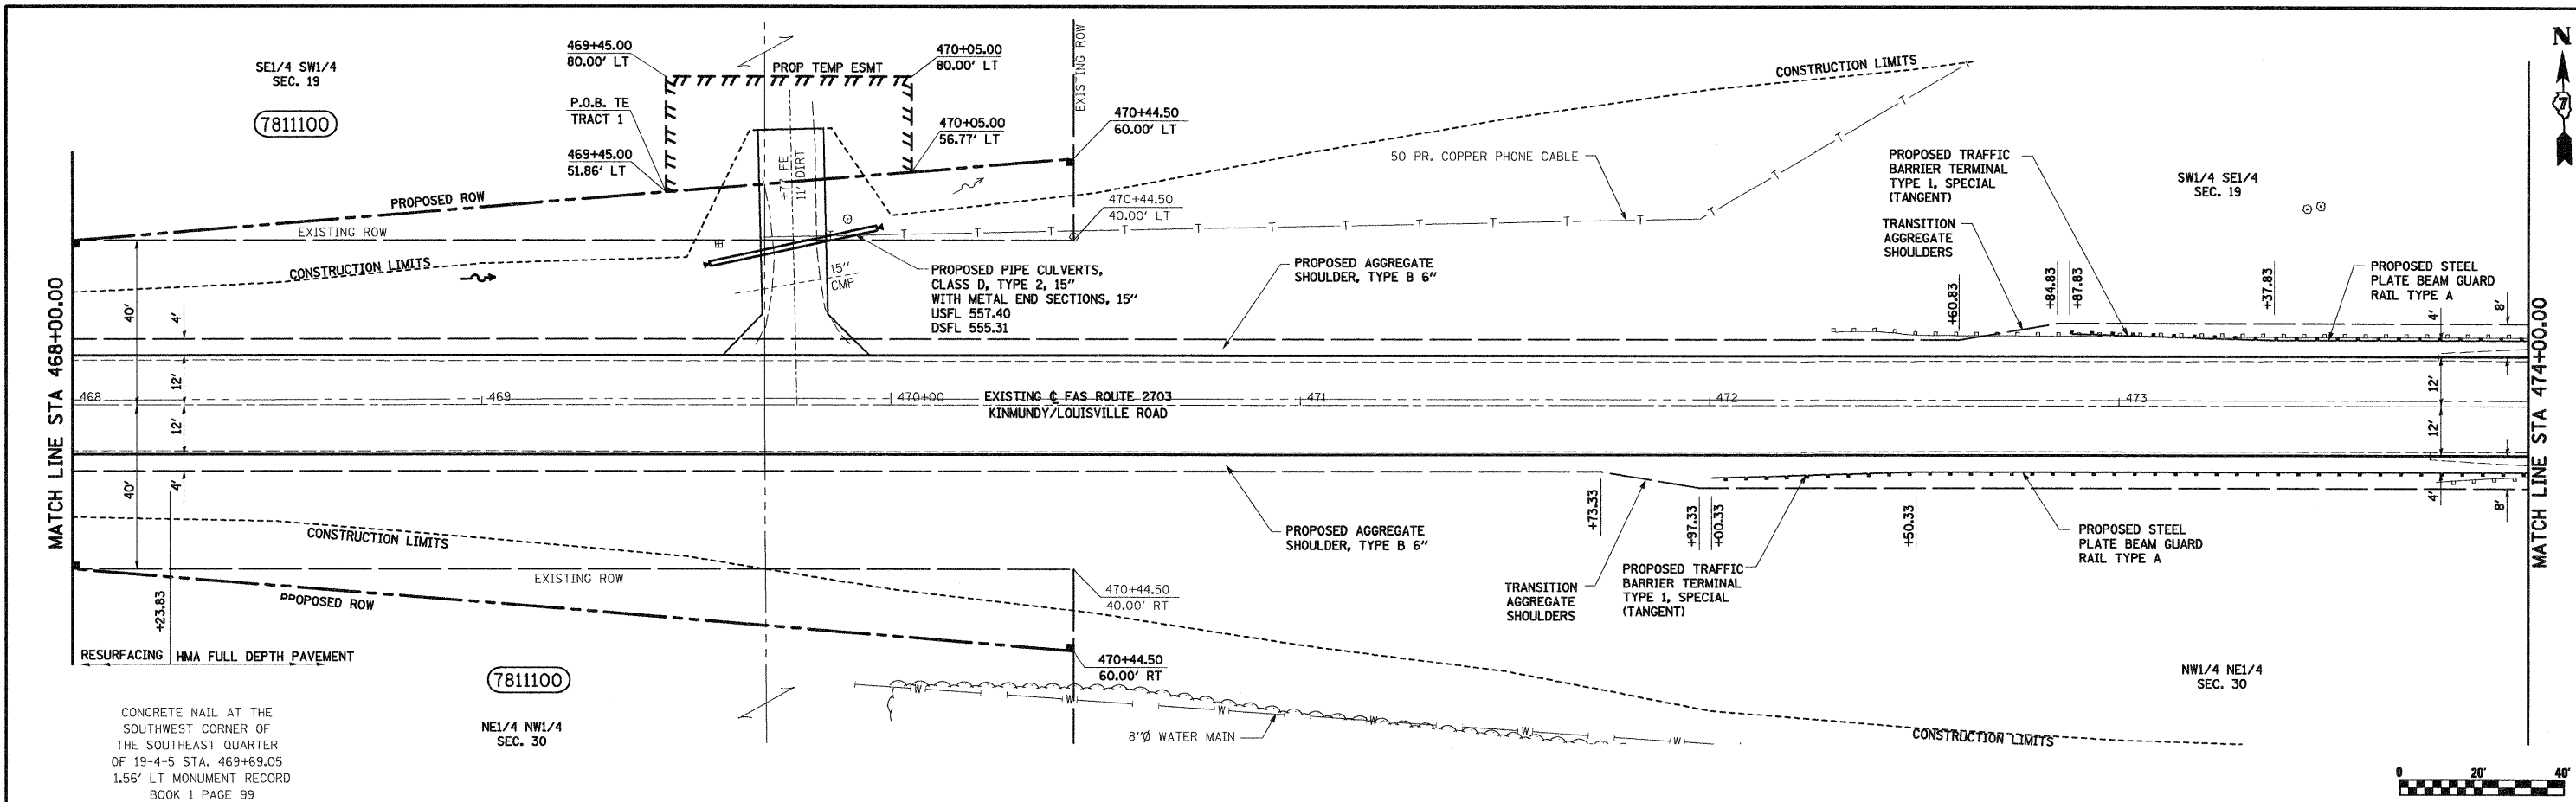 SE1/4 SW1/4
SEC. 19
7811100
469+45.00
80.00' LT
P.O.B. TE
TRACT 1
469+45.00
51.86' LT
PROP TEMP ESMT
470+05.00
80.00' LT
470+05.00
56.77' LT
EXISTING ROW
470+44.50
60.00' LT
470+44.50
40.00' LT
+77 FE
11' DIRT
CONSTRUCTION LIMITS
50 PR. COPPER PHONE CABLE
T T T T T T T T T T T T T T T T
PROPOSED TRAFFIC
BARRIER TERMINAL
TYPE 1, SPECIAL
(TANGENT)
SW1/4 SE1/4
SEC. 19
N
7
PROPOSED ROW
EXISTING ROW
CONSTRUCTION LIMITS
15"
CMP
PROPOSED PIPE CULVERTS,
CLASS D, TYPE 2, 15"
WITH METAL END SECTIONS, 15"
USFL 557.40
DSFL 555.31
PROPOSED AGGREGATE
SHOULDER, TYPE B 6"
TRANSITION
AGGREGATE
SHOULDERS
+60.83
+84.83
+87.83
+37.83
PROPOSED STEEL
PLATE BEAM GUARD
RAIL TYPE A
MATCH LINE STA 468+00.00
40'
4'
12'
12'
4'
40'
468
469
470+00
EXISTING ℄ FAS ROUTE 2703
KINMUNDY/LOUISVILLE ROAD
471
472
473
4'
8'
12'
12'
4'
8'
MATCH LINE STA 474+00.00
CONSTRUCTION LIMITS
EXISTING ROW
PROPOSED ROW
+23.83
RESURFACING
HMA FULL DEPTH PAVEMENT
7811100
NE1/4 NW1/4
SEC. 30
CONCRETE NAIL AT THE
SOUTHWEST CORNER OF
THE SOUTHEAST QUARTER
OF 19-4-5 STA. 469+69.05
1.56' LT MONUMENT RECORD
BOOK 1 PAGE 99
470+44.50
40.00' RT
470+44.50
60.00' RT
W W W W W W
8"Ø WATER MAIN
PROPOSED AGGREGATE
SHOULDER, TYPE B 6"
+73.33
+97.33
+00.33
+50.33
TRANSITION
AGGREGATE
SHOULDERS
PROPOSED TRAFFIC
BARRIER TERMINAL
TYPE 1, SPECIAL
(TANGENT)
PROPOSED STEEL
PLATE BEAM GUARD
RAIL TYPE A
NW1/4 NE1/4
SEC. 30
CONSTRUCTION LIMITS
0 20' 40'